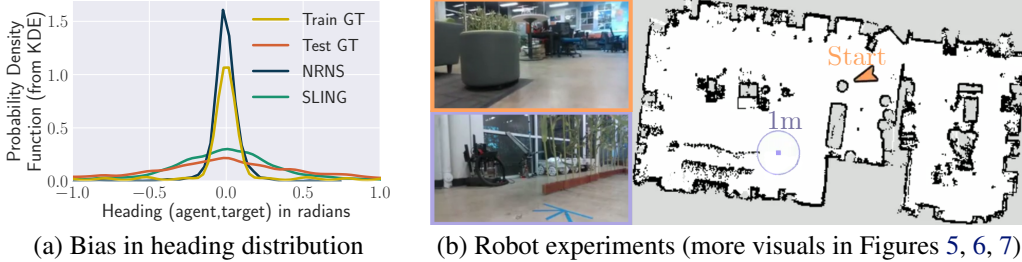 Probability Density
Function (from KDE)
1.5
1.0
0.5
0.0
Train GT
Test GT
NRNS
SLING
−1.0 −0.5 0.0 0.5 1.0
Heading (agent,target) in radians
(a) Bias in heading distribution
Start
1m
(b) Robot experiments (more visuals in Figures 5, 6, 7)